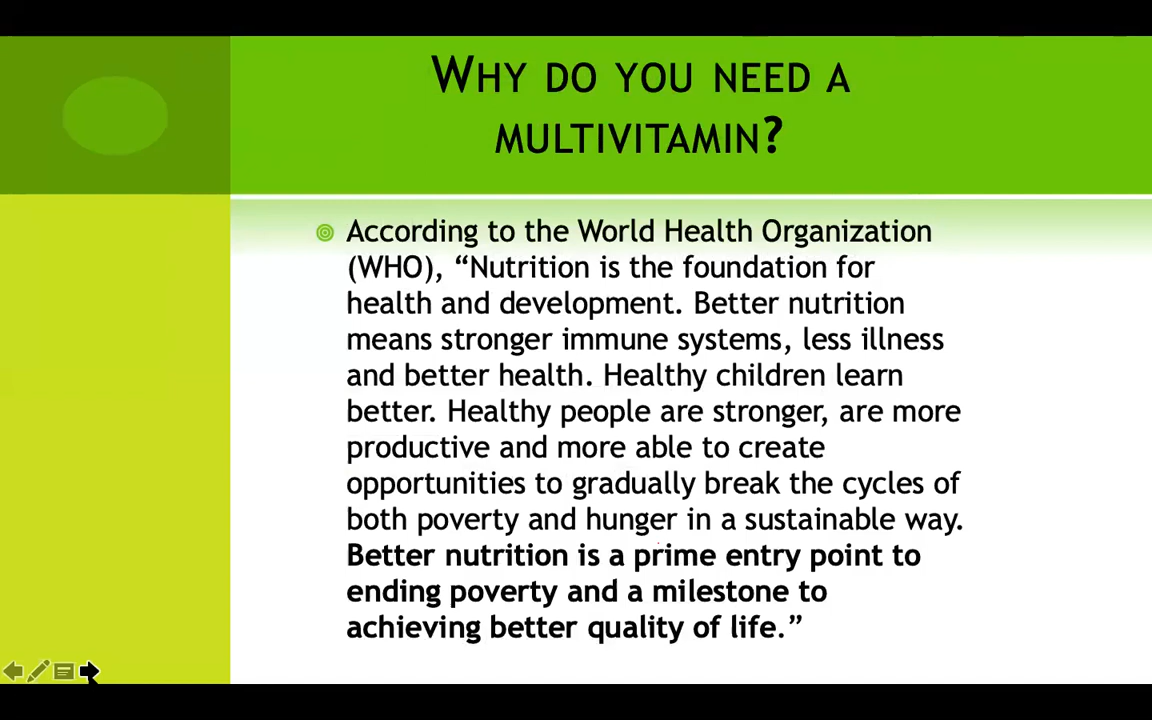 WHY DO YOU NEED A
MULTIVITAMIN?
According to the World Health Organization
(WHO), “Nutrition is the foundation for
health and development. Better nutrition
means stronger immune systems, less illness
and better health. Healthy children learn
better. Healthy people are stronger, are more
productive and more able to create
opportunities to gradually break the cycles of
both poverty and hunger in a sustainable way.
Better nutrition is a prime entry point to
ending poverty and a milestone to
achieving better quality of life.”